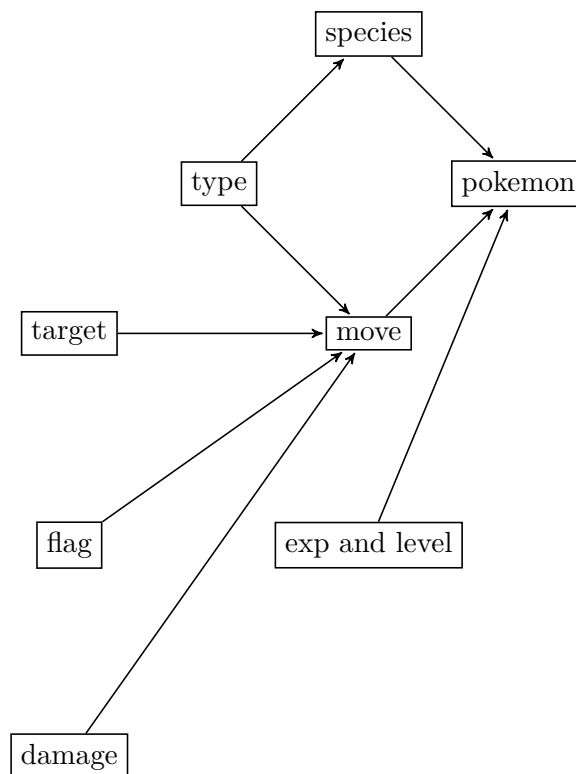 species
type
pokemon
target
move
flag
exp and level
damage